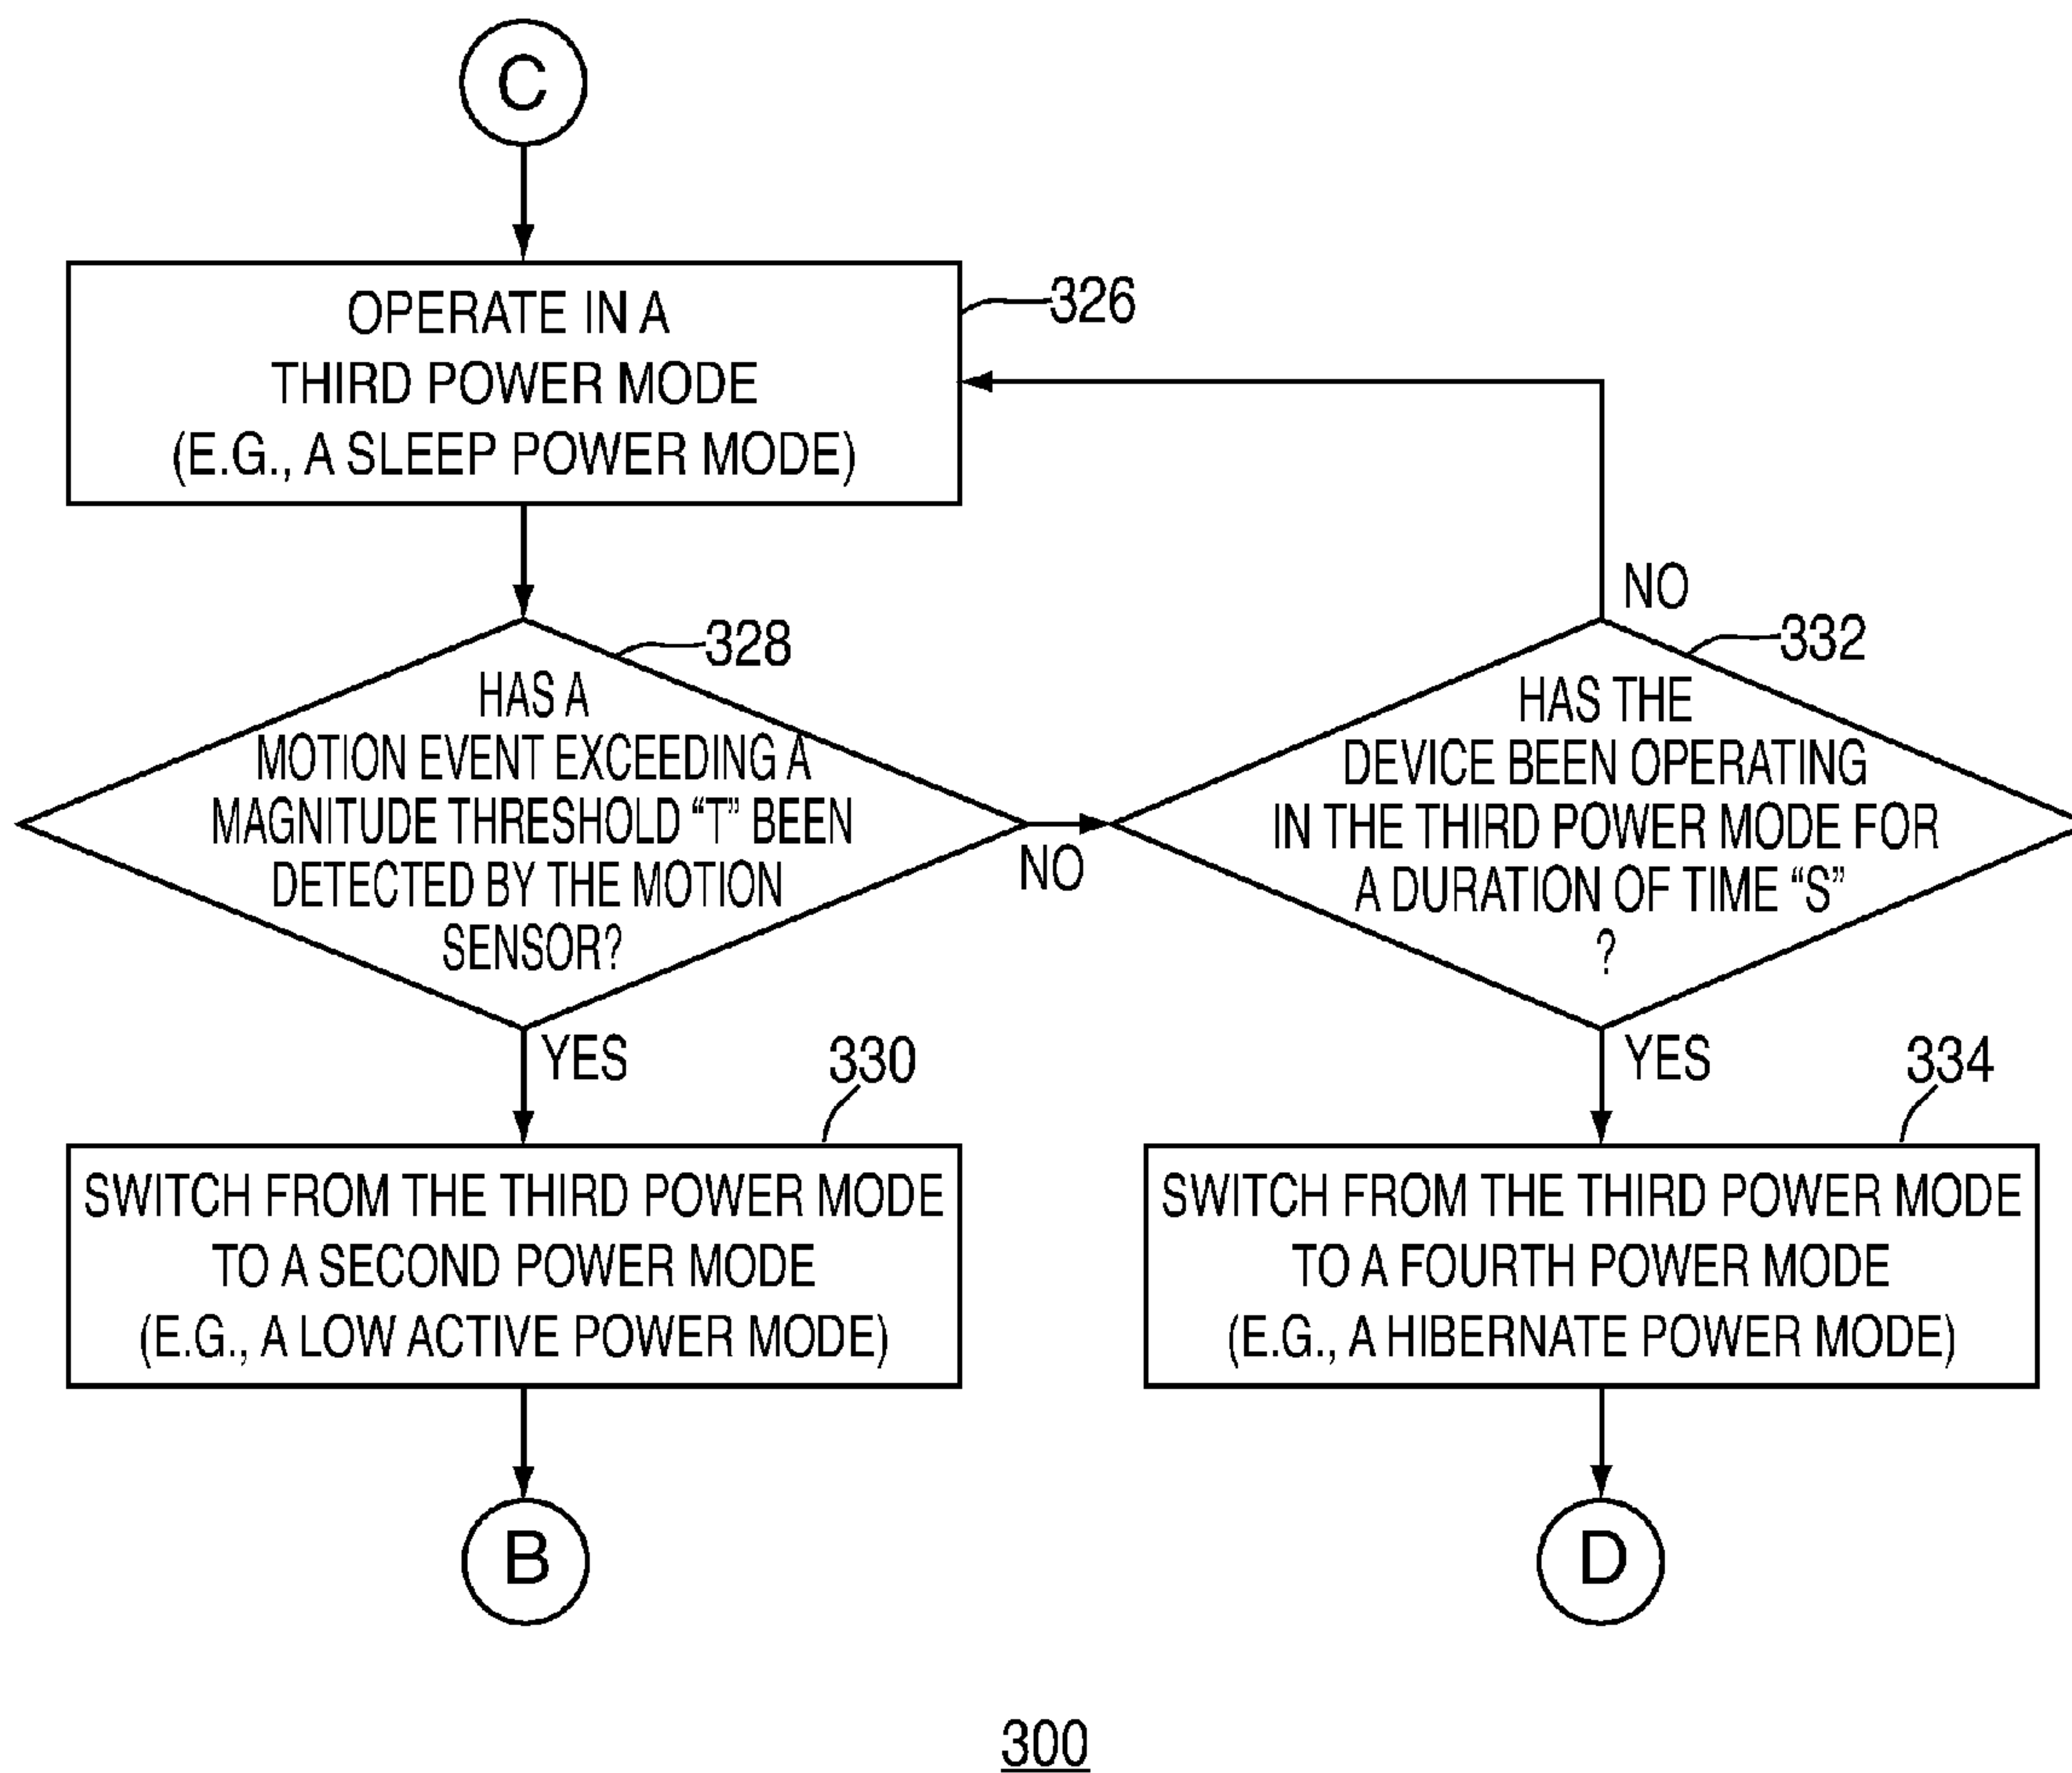 C
OPERATE IN A
THIRD POWER MODE
(E.G., A SLEEP POWER MODE)
326
328
HAS A
MOTION EVENT EXCEEDING A
MAGNITUDE THRESHOLD “T” BEEN
DETECTED BY THE MOTION
SENSOR?
NO
YES
NO
332
HAS THE
DEVICE BEEN OPERATING
IN THE THIRD POWER MODE FOR
A DURATION OF TIME “S”
?
YES
330
SWITCH FROM THE THIRD POWER MODE
TO A SECOND POWER MODE
(E.G., A LOW ACTIVE POWER MODE)
334
SWITCH FROM THE THIRD POWER MODE
TO A FOURTH POWER MODE
(E.G., A HIBERNATE POWER MODE)
B
D
300